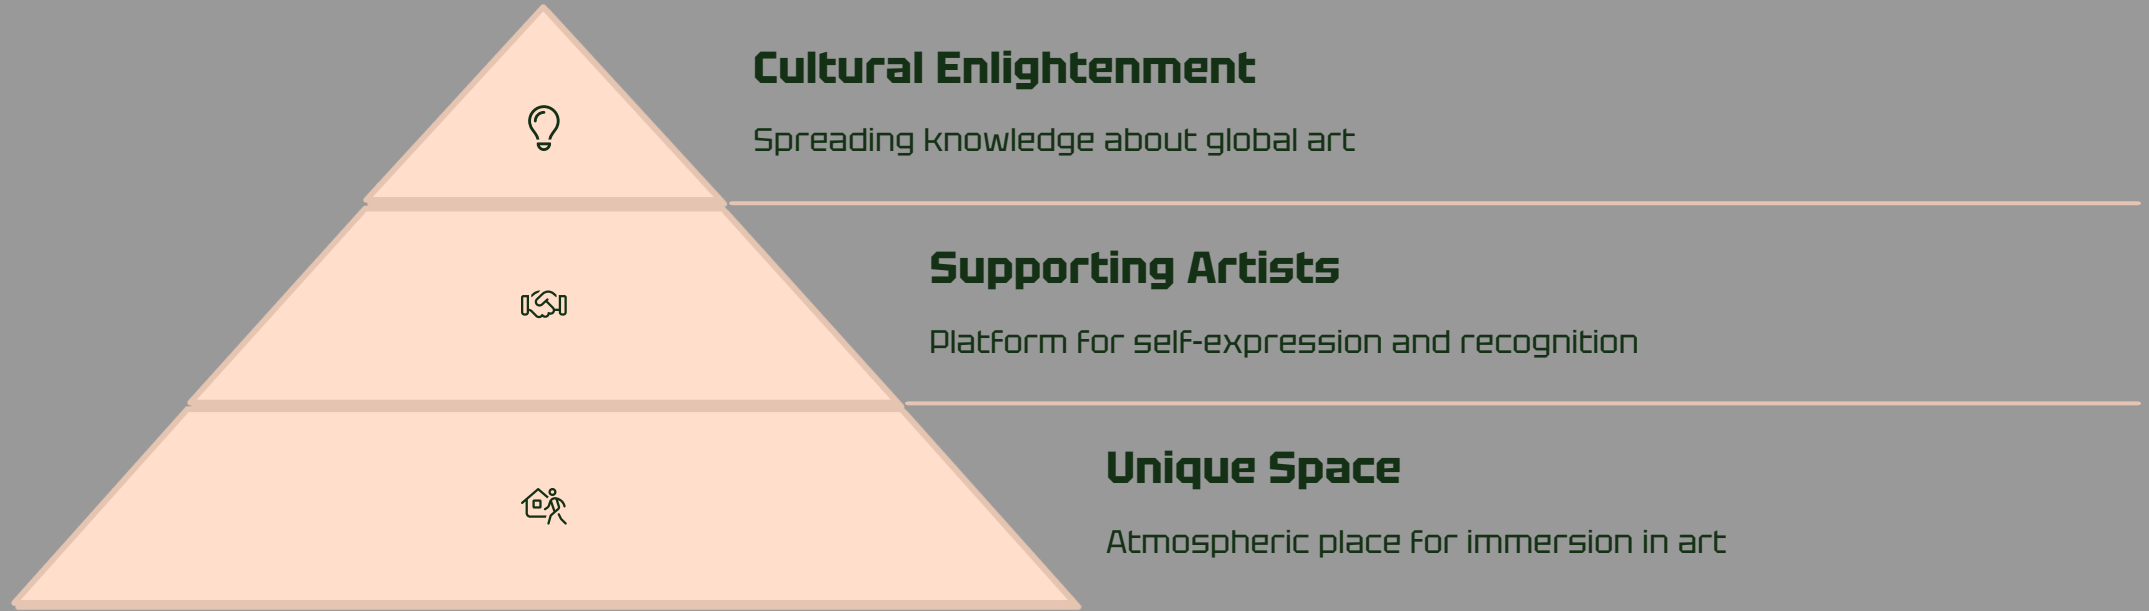 Cultural Enlightenment
Spreading knowledge about global art
Supporting Artists
Platform for self-expression and recognition
Unique Space
Atmospheric place for immersion in art